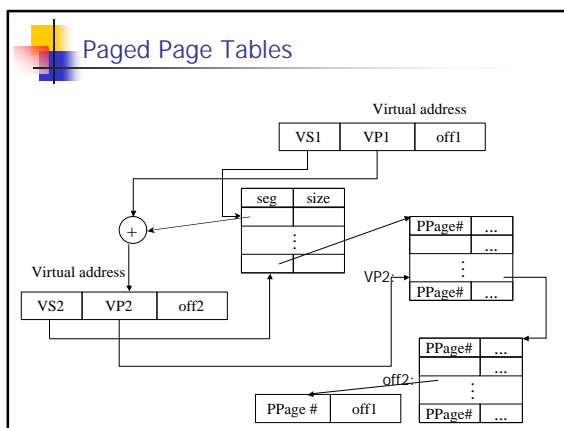 Paged Page Tables
Virtual address
VS1 VP1 off1
seg size
⋮
+
Virtual address
VS2 VP2 off2
PPage# ...
...
⋮
VP2:
PPage# ...
PPage# ...
...
off2:
⋮
PPage# ...
PPage # off1